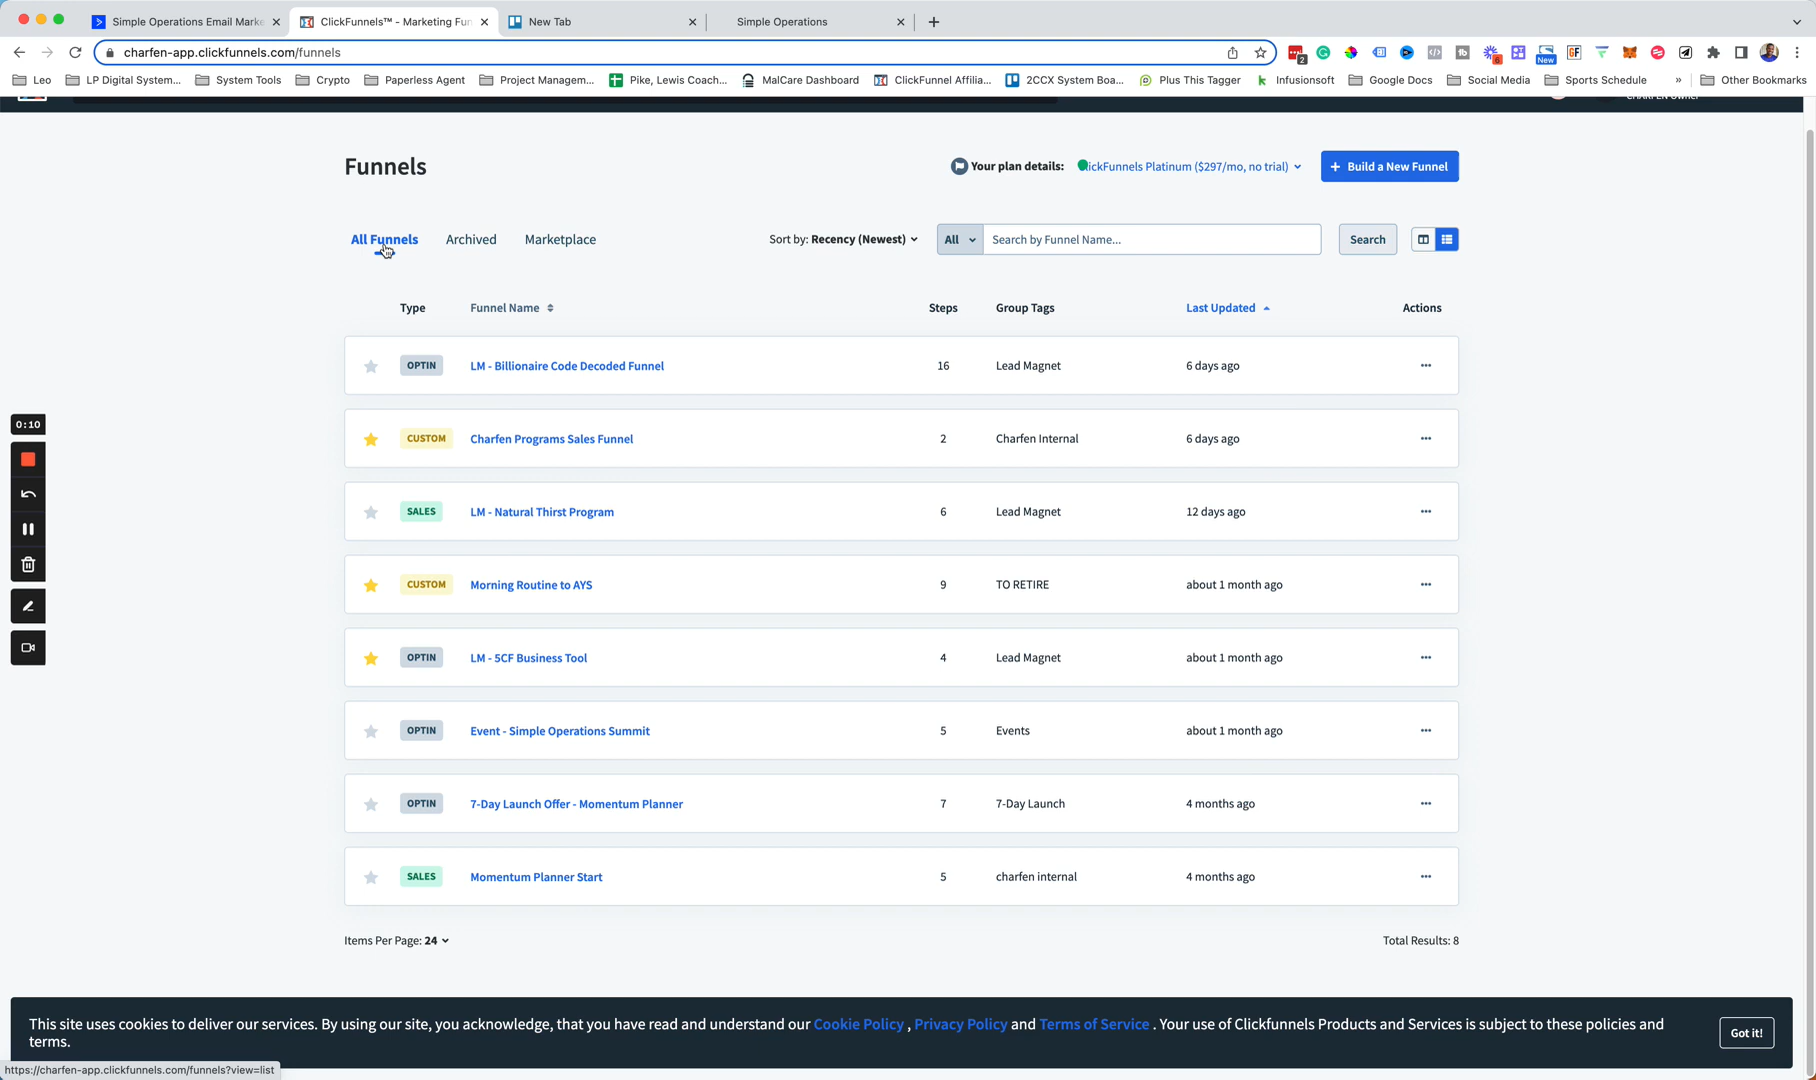 Simple Operations Email Marke
ClickFunnels™ - Marketing Fun
New Tab
Simple Operations
charfen-app.clickfunnels.com/funnels
Leo
LP Digital System...
System Tools
Crypto
Paperless Agent
Project Managem...
Pike, Lewis Coach...
MalCare Dashboard
ClickFunnel Affilia...
2CCX System Boa...
Plus This Tagger
Infusionsoft
Google Docs
Social Media
Sports Schedule
Other Bookmarks
Funnels
Your plan details:
lickFunnels Platinum ($297/mo, no trial)
+ Build a New Funnel
All Funnels
Archived
Marketplace
Sort by: Recency (Newest)
All
Search by Funnel Name...
Search
Type
Funnel Name
Steps
Group Tags
Last Updated
Actions
OPTIN
LM - Billionaire Code Decoded Funnel
16
Lead Magnet
6 days ago
CUSTOM
Charfen Programs Sales Funnel
2
Charfen Internal
6 days ago
SALES
LM - Natural Thirst Program
6
Lead Magnet
12 days ago
CUSTOM
Morning Routine to AYS
9
TO RETIRE
about 1 month ago
OPTIN
LM - 5CF Business Tool
4
Lead Magnet
about 1 month ago
OPTIN
Event - Simple Operations Summit
5
Events
about 1 month ago
OPTIN
7-Day Launch Offer - Momentum Planner
7
7-Day Launch
4 months ago
SALES
Momentum Planner Start
5
charfen internal
4 months ago
0:10
Items Per Page: 24
Total Results: 8
This site uses cookies to deliver our services. By using our site, you acknowledge, that you have read and understand our Cookie Policy , Privacy Policy and Terms of Service . Your use of Clickfunnels Products and Services is subject to these policies and
terms.
Got it!
https://charfen-app.clickfunnels.com/funnels?view=list